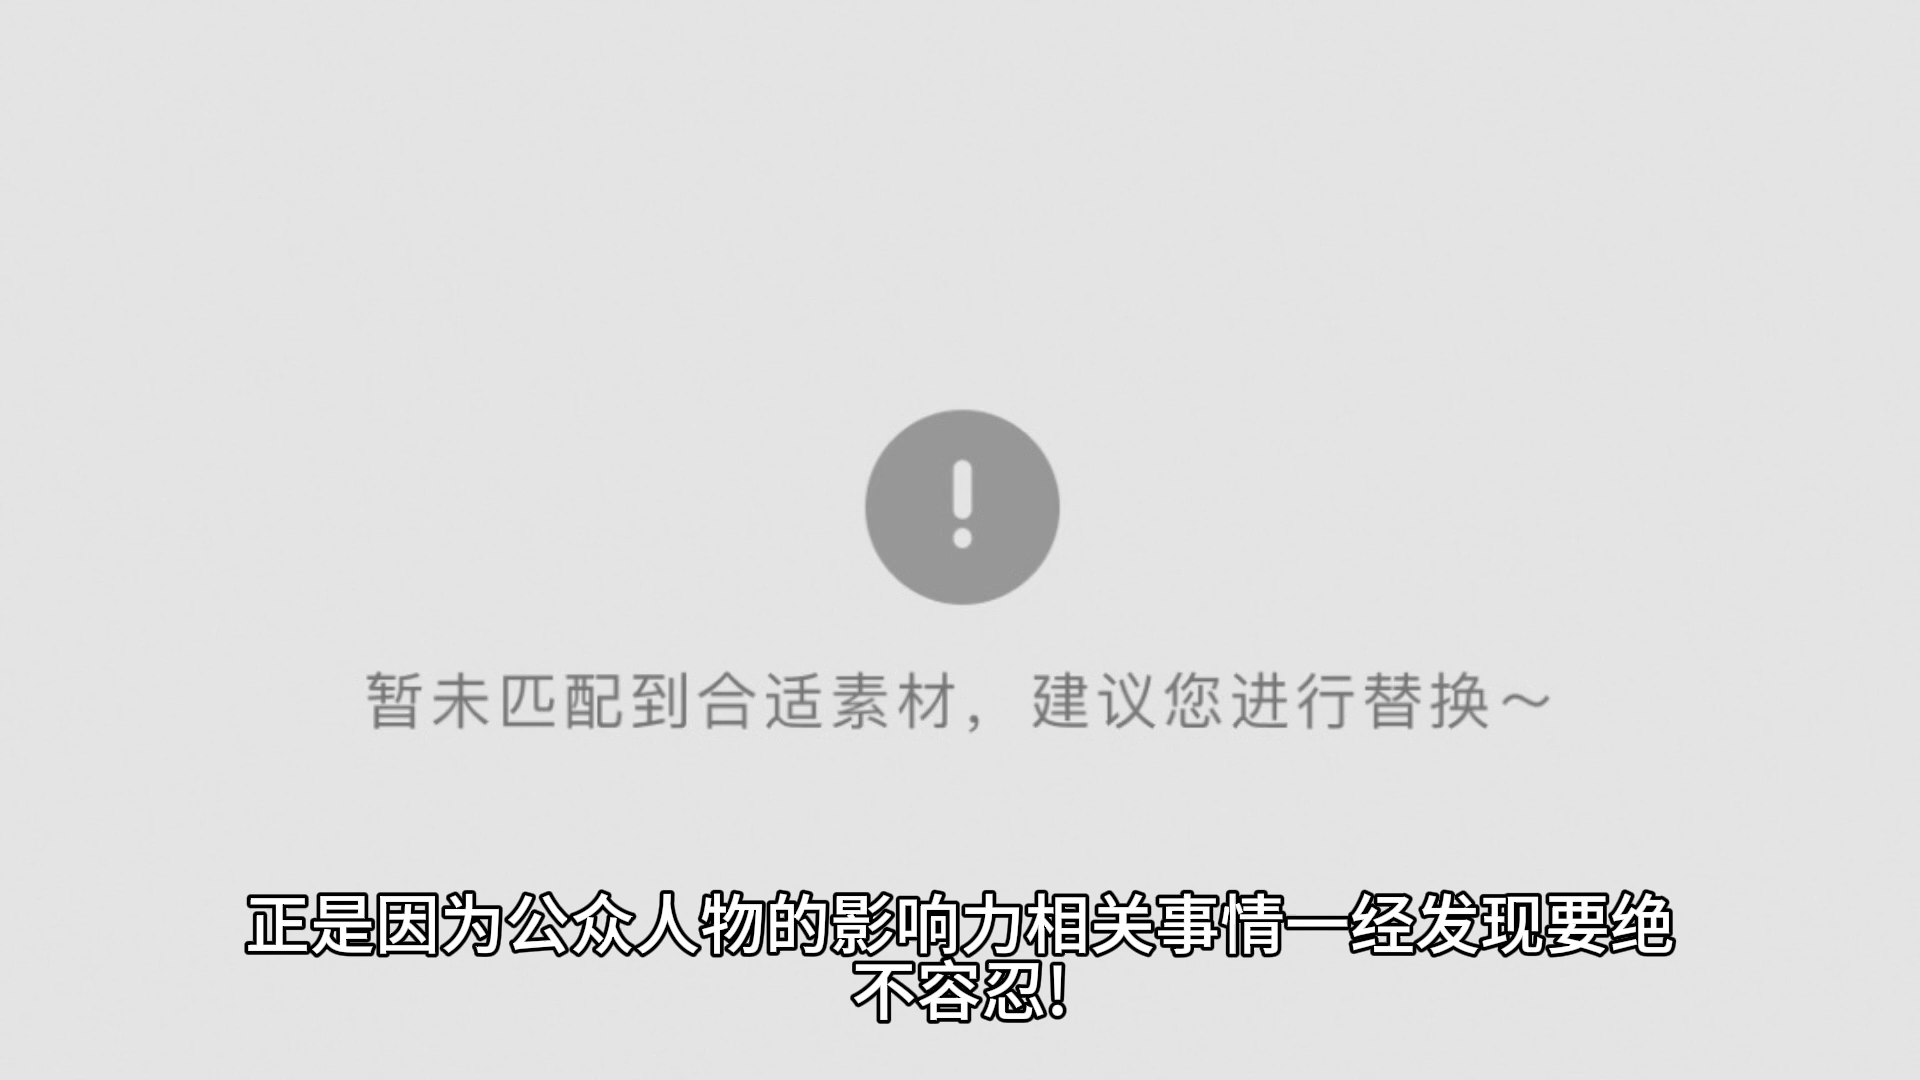 暂未匹配到合适素材，建议您进行替换～
正是因为公众人物的影响力相关事情一经发现要绝
不容忍!